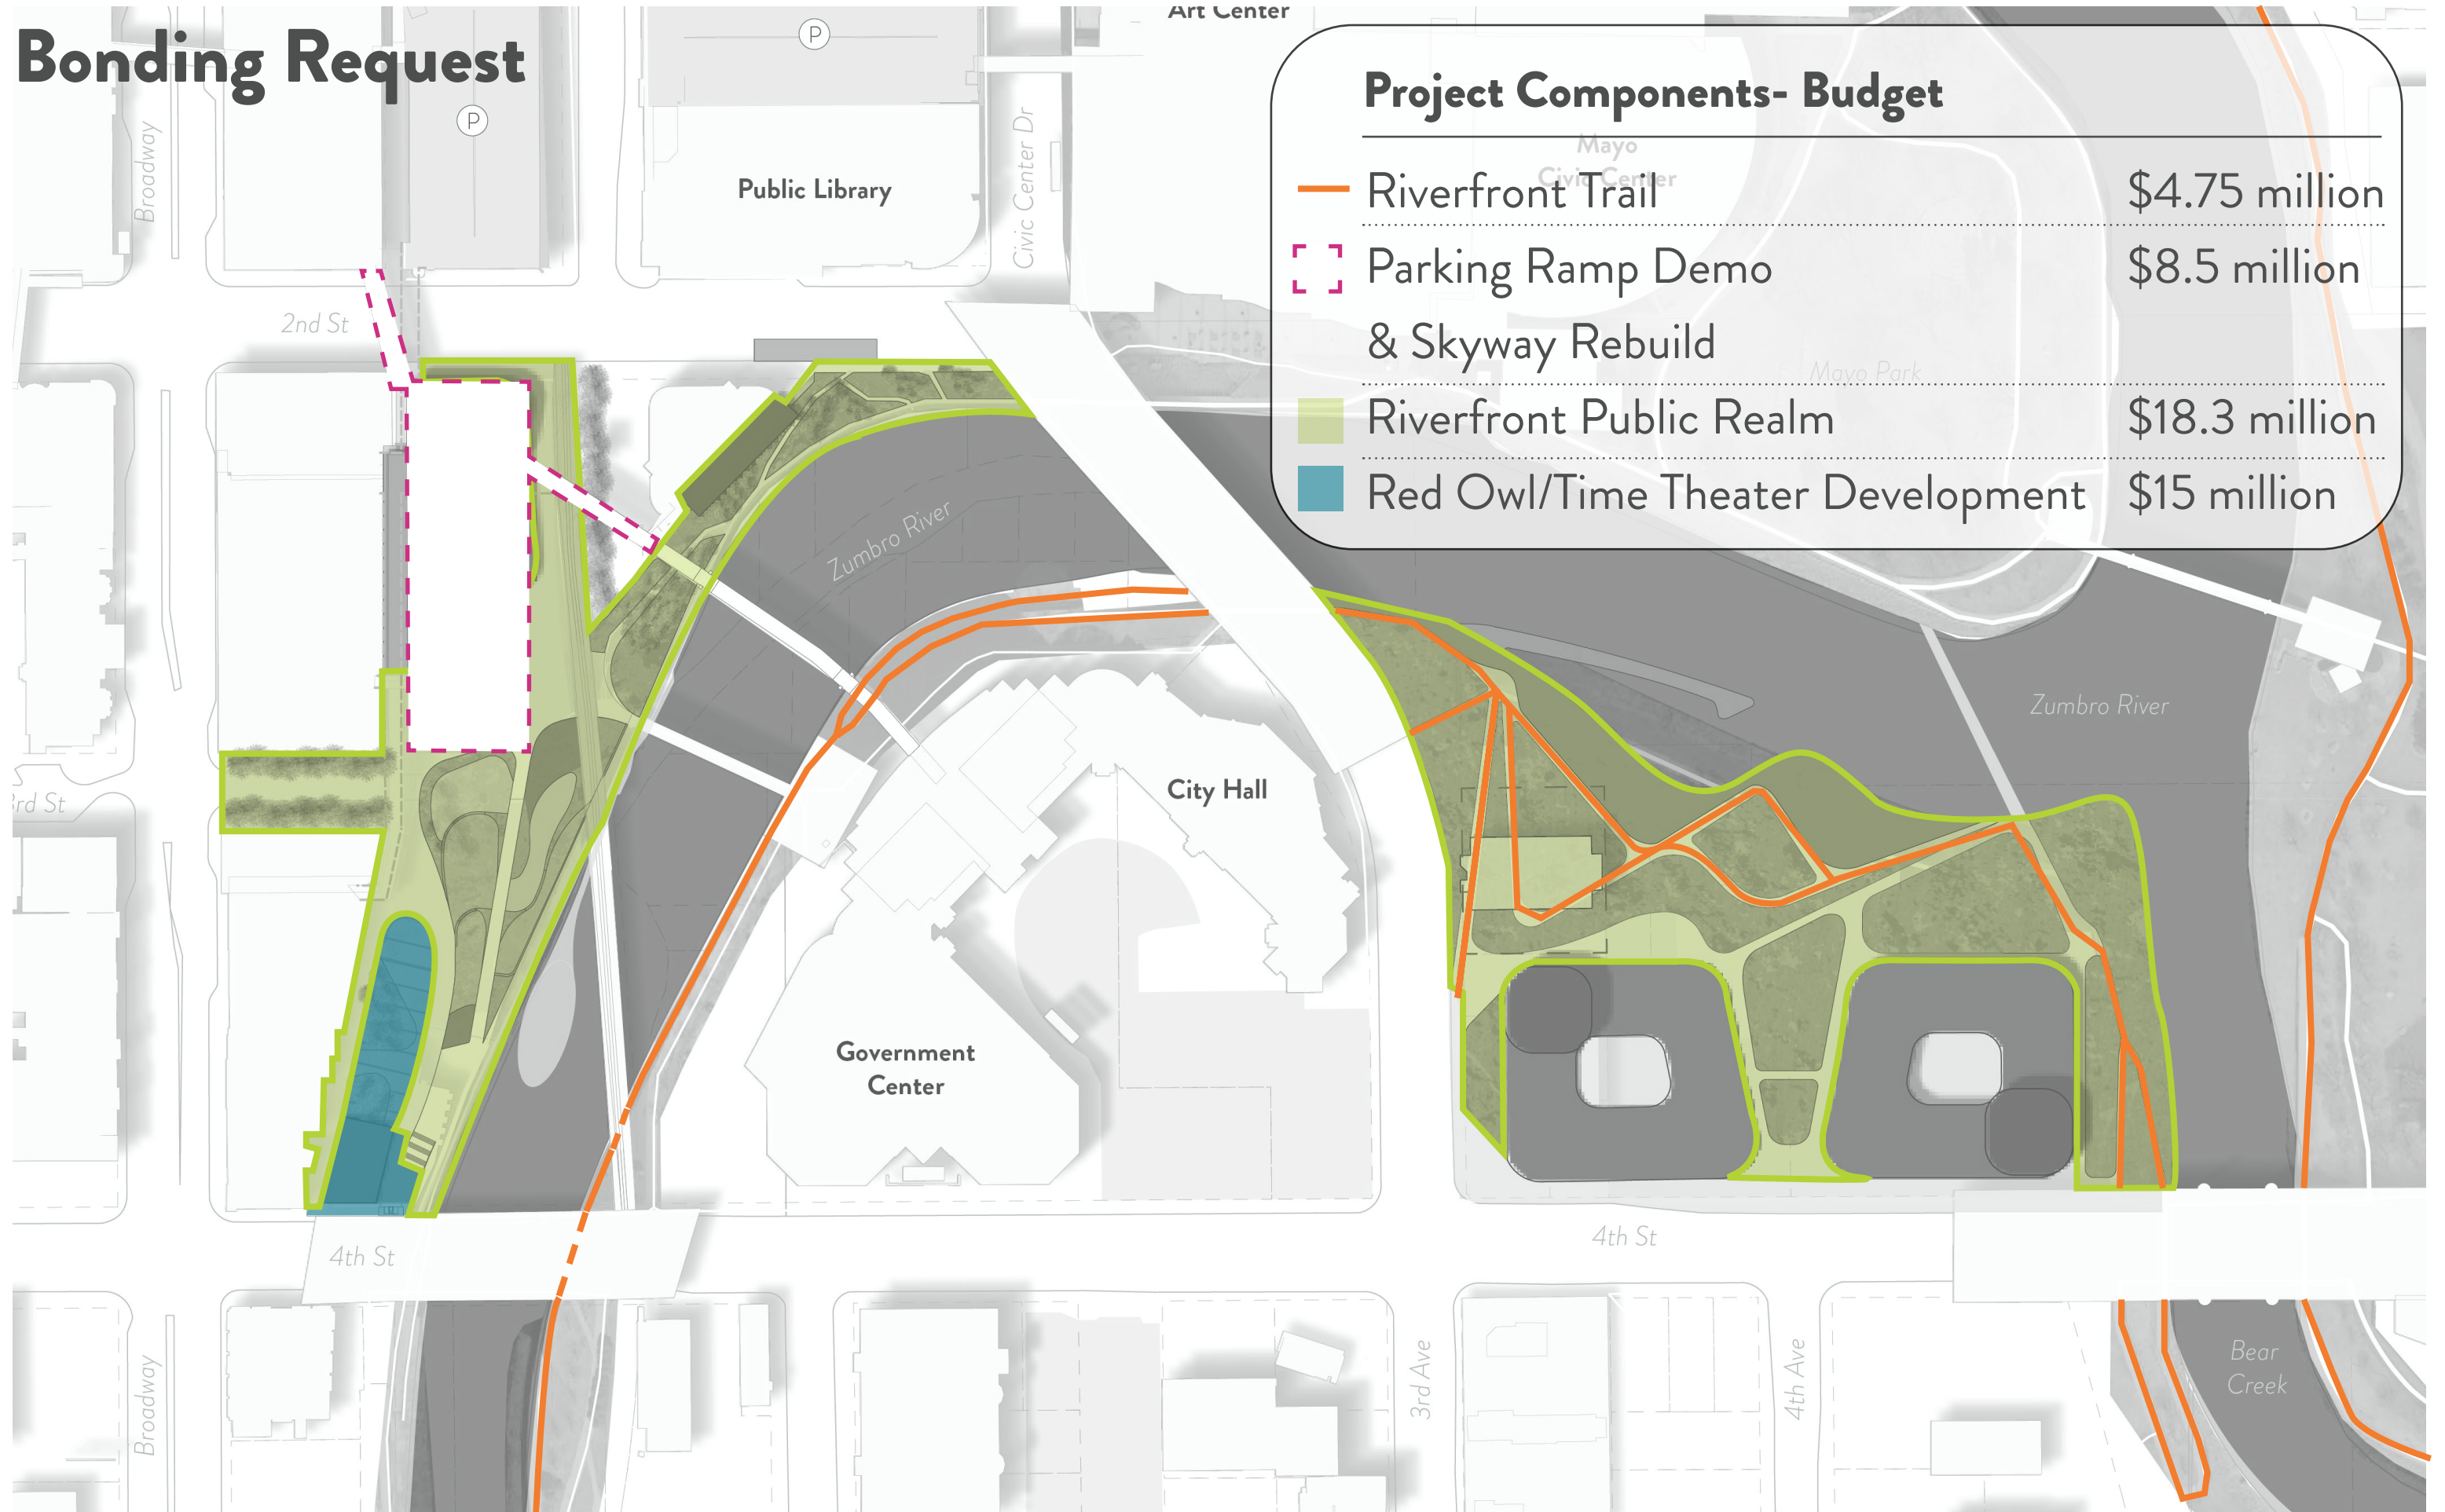 Art Center
Bonding Request
P
P
Project Components- Budget
Mayo
Civic Center
Riverfront Trail $4.75 million
Parking Ramp Demo $8.5 million
& Skyway Rebuild
Mayo Park
Riverfront Public Realm $18.3 million
Red Owl/Time Theater Development $15 million
Broadway
Public Library
Civic Center Dr
2nd St
Zumbro River
Zumbro River
City Hall
3rd St
Government
Center
4th St
4th St
Broadway
3rd Ave
4th Ave
Bear
Creek